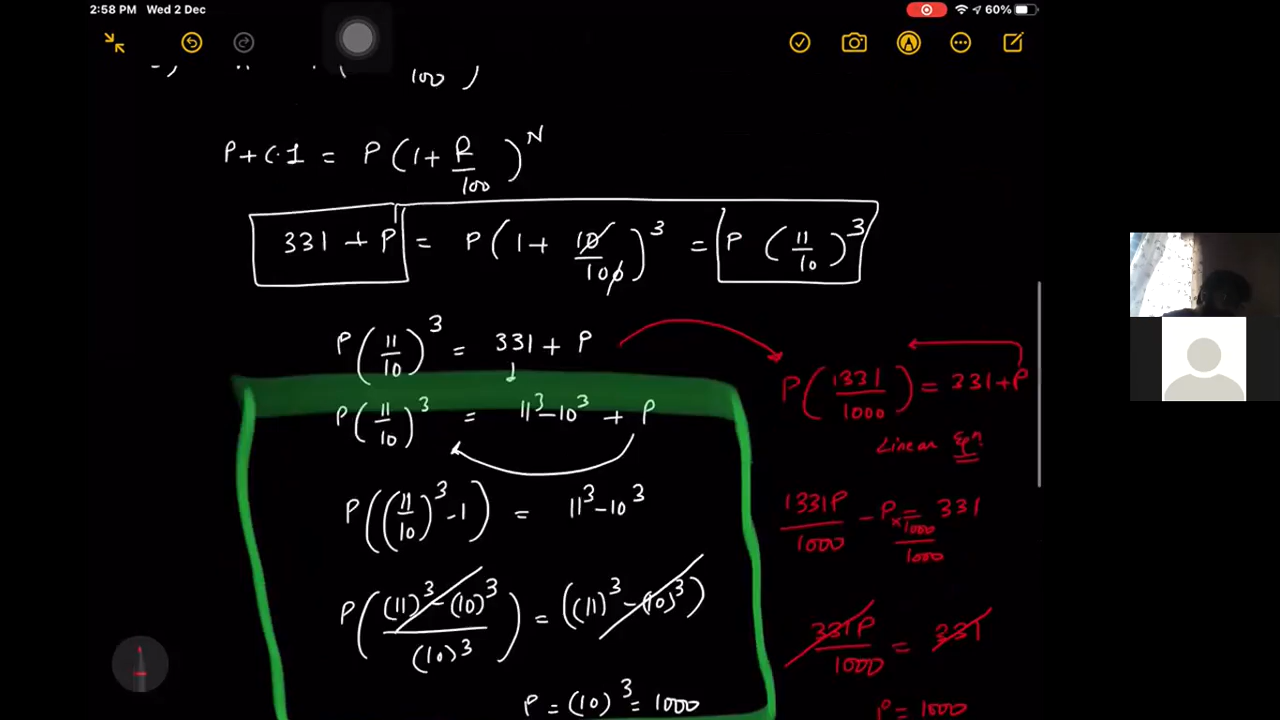 2:58 PM Wed 2 Dec 60%
100 )
P + C.I = P ( 1 + R/100 )^N
331 + P = P ( 1 + 10/100 )^3 = P ( 11/10 )^3
P ( 11/10 )^3 = 331 + P
P ( 11/10 )^3 = 11^3 - 10^3 + P
P ( ( 11/10 )^3 - 1 ) = 11^3 - 10^3
P ( ( (11)^3 - (10)^3 ) / (10)^3 ) = ( (11)^3 - (10)^3 )
P = (10)^3 = 1000
P ( 1331/1000 ) = 331 + P
Linear Eqn.
1331P/1000 - P × 1000/1000 = 331
331P/1000 = 331
P = 1000